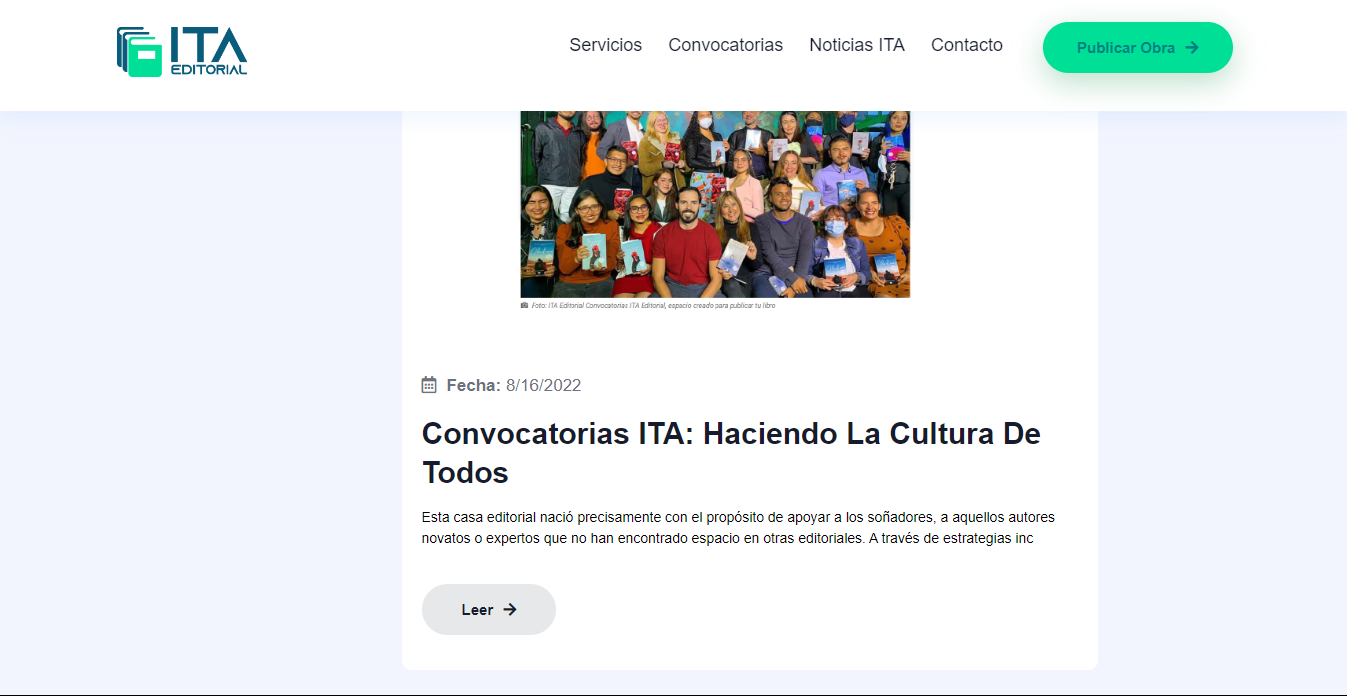 ITA
EDITORIAL
Servicios
Convocatorias
Noticias ITA
Contacto
Publicar Obra
Foto: ITA Editorial Convocatorias ITA Editorial, espacio creado para publicar tu libro
Fecha: 8/16/2022
Convocatorias ITA: Haciendo La Cultura De
Todos
Esta casa editorial nació precisamente con el propósito de apoyar a los soñadores, a aquellos autores
novatos o expertos que no han encontrado espacio en otras editoriales. A través de estrategias inc
Leer